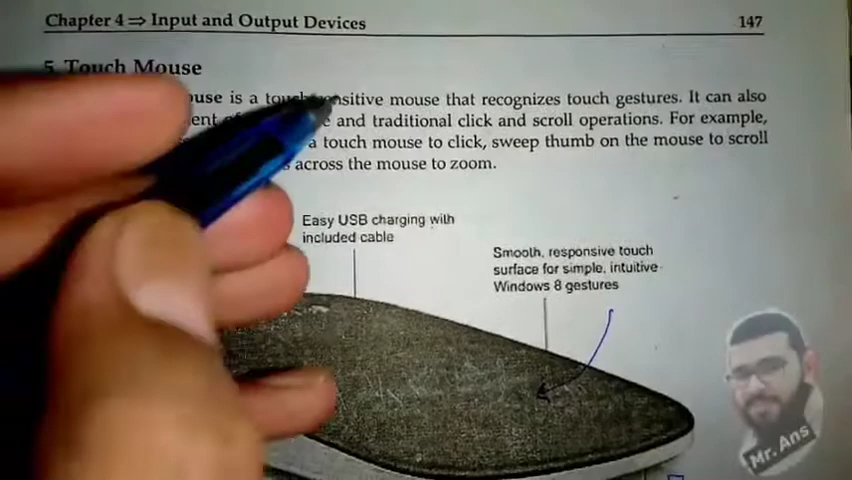 Chapter 4 ⇒ Input and Output Devices 147
5. Touch Mouse
is a touch sensitive mouse that recognizes touch gestures. It can also
and traditional click and scroll operations. For example,
a touch mouse to click, sweep thumb on the mouse to scroll
across the mouse to zoom.
Easy USB charging with
included cable
Smooth, responsive touch
surface for simple, intuitive
Windows 8 gestures
Mr. Ans